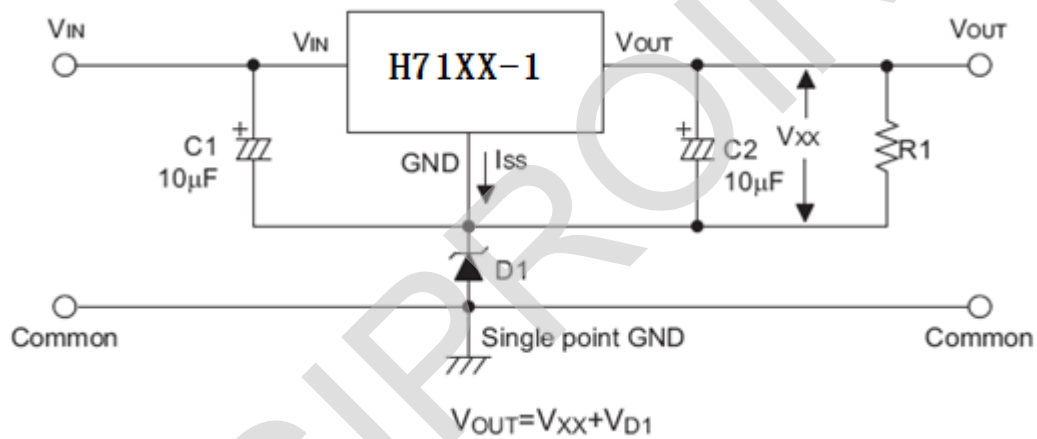 VIN
VIN
H71XX-1
VOUT
VOUT
C1
10µF
+
GND
ISS
+
C2
10µF
VXX
R1
D1
Common
Single point GND
Common
VOUT=VXX+VD1